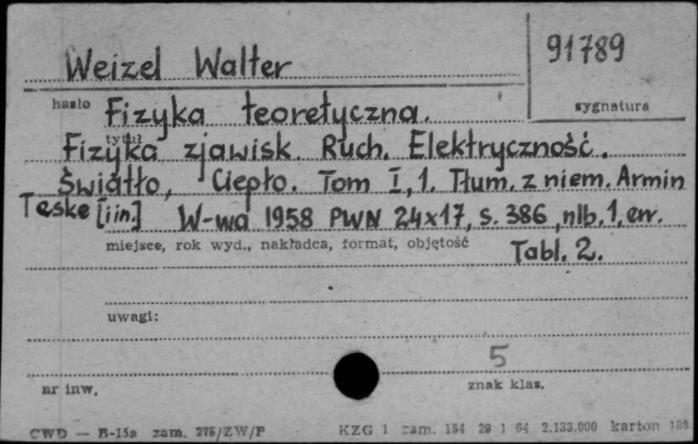 Weizel Walter
91789
hasło
sygnatura
Fizyka teoretyczna.
tytuł
Fizyka zjawisk. Ruch. Elektryczność.
Światło, Ciepło. Tom I,1. Tłum. z niem. Armin
Teske [i in.] W-wa 1958 PWN 24x17, s. 386, nlb. 1, err.
miejsce, rok wyd., nakładca, format, objętość
Tabl. 2.
uwagi:
5
nr inw.
znak klas.
CWD — B-15a zam. 275/ZW/P
KZG 1 zam. 154 29 1 64 2.133.000 karton